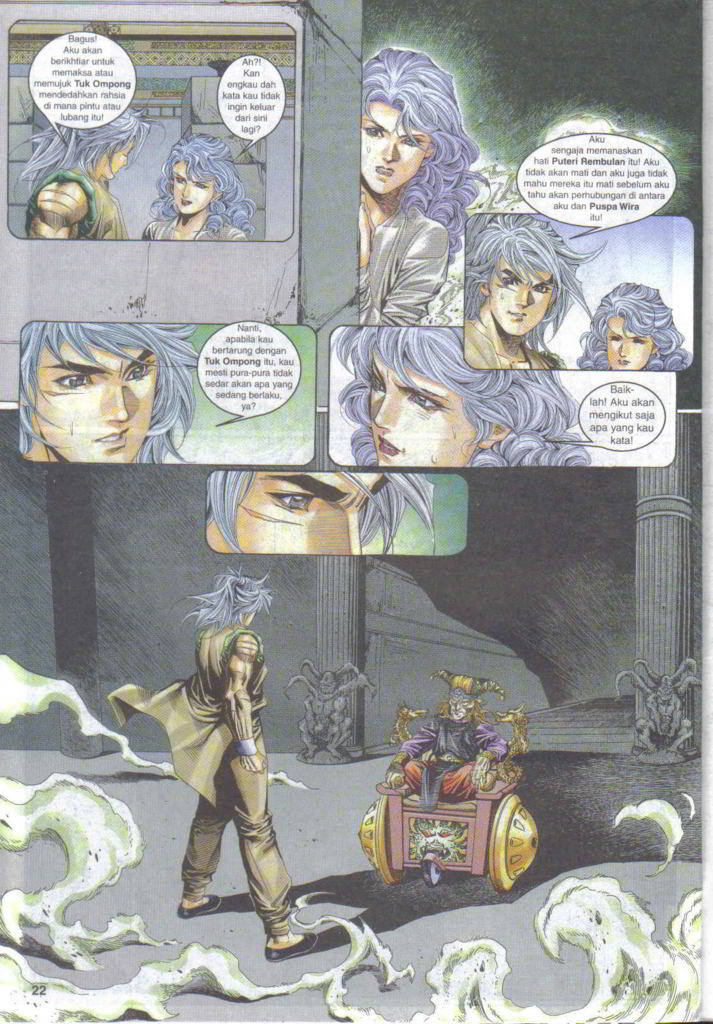 Bagus!
Aku akan
berikhtiar untuk
memaksa atau
memujuk Tuk Ompong
mendedahkan rahsia
di mana pintu atau
lubang itu!
Ah?!
Kan
engkau dah
kata kau tidak
ingin keluar
dari sini
lagi?
Aku
sengaja memanaskan
hati Puteri Rembulan itu! Aku
tidak akan mati dan aku juga tidak
mahu mereka itu mati sebelum aku
tahu akan perhubungan di antara
aku dan Puspa Wira
itu!
Nanti,
apabila kau
bertarung dengan
Tuk Ompong itu, kau
mesti pura-pura tidak
sedar akan apa yang
sedang berlaku,
ya?
Baik-
lah! Aku akan
mengikut saja
apa yang kau
kata!
22